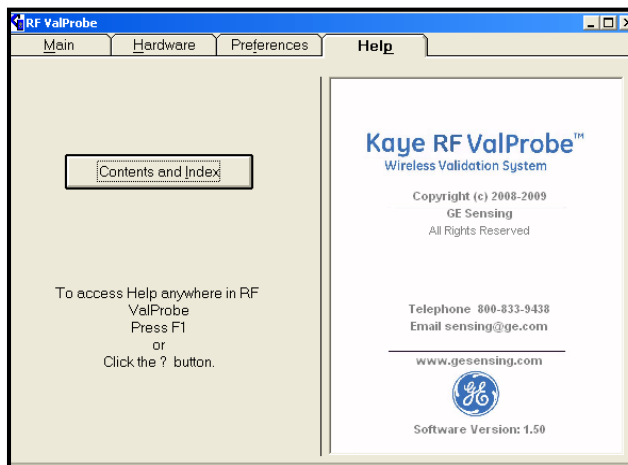 RF ValProbe
Main Hardware Preferences Help
Contents and Index
To access Help anywhere in RF
ValProbe
Press F1
or
Click the ? button.
Kaye RF ValProbe™
Wireless Validation System
Copyright (c) 2008-2009
GE Sensing
All Rights Reserved
Telephone 800-833-9438
Email sensing@ge.com
www.gesensing.com
GE
Software Version: 1.50